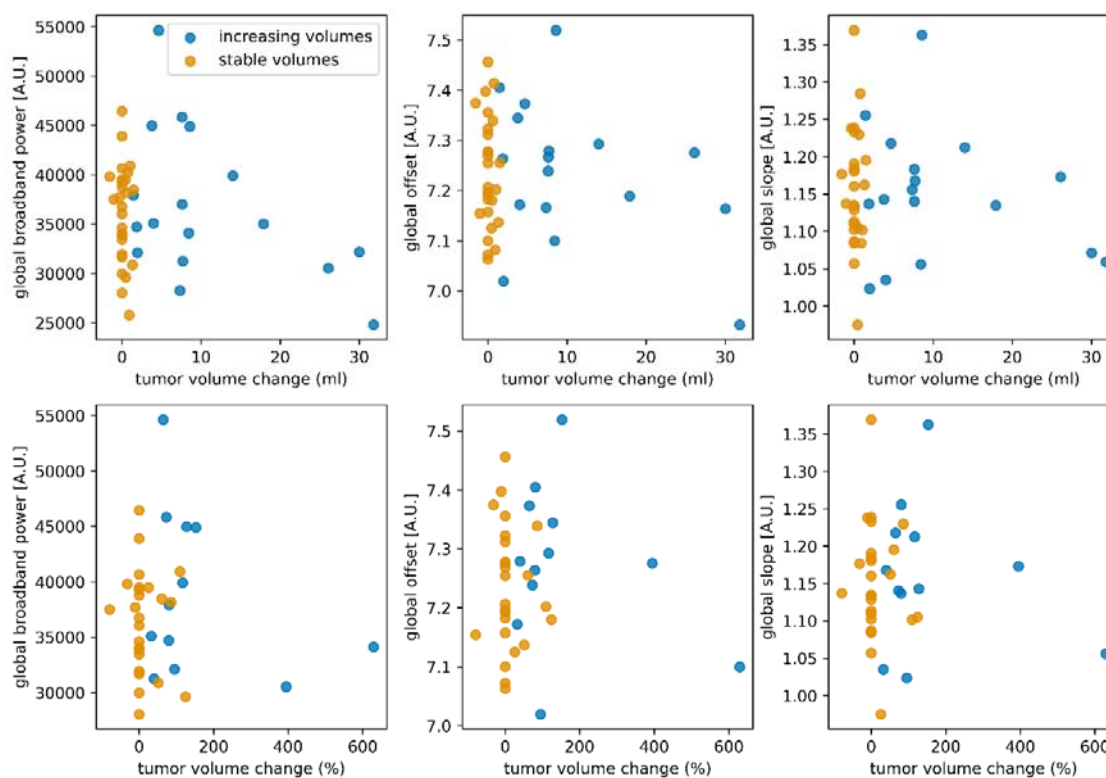 55000
50000
45000
40000
35000
30000
25000
global broadband power [A.U.]
increasing volumes
stable volumes
0 10 20 30
tumor volume change (ml)
7.5
7.4
7.3
7.2
7.1
7.0
global offset [A.U.]
0 10 20 30
tumor volume change (ml)
1.35
1.30
1.25
1.20
1.15
1.10
1.05
1.00
global slope [A.U.]
0 10 20 30
tumor volume change (ml)
55000
50000
45000
40000
35000
30000
global broadband power [A.U.]
0 200 400 600
tumor volume change (%)
7.5
7.4
7.3
7.2
7.1
7.0
global offset [A.U.]
0 200 400 600
tumor volume change (%)
1.35
1.30
1.25
1.20
1.15
1.10
1.05
1.00
global slope [A.U.]
0 200 400 600
tumor volume change (%)